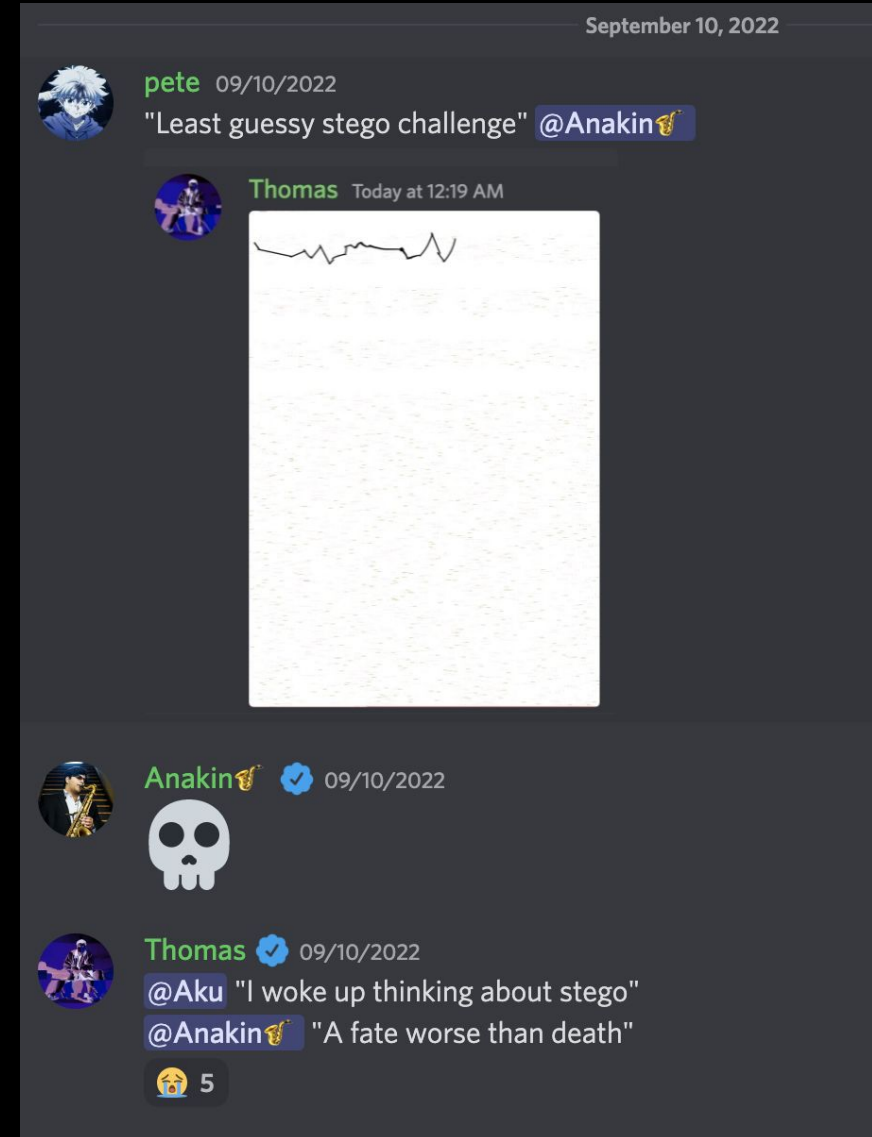 September 10, 2022
pete 09/10/2022
"Least guessy stego challenge" @Anakin🎷
Thomas Today at 12:19 AM
Anakin🎷 09/10/2022
Thomas 09/10/2022
@Aku "I woke up thinking about stego"
@Anakin🎷 "A fate worse than death"
😭 5